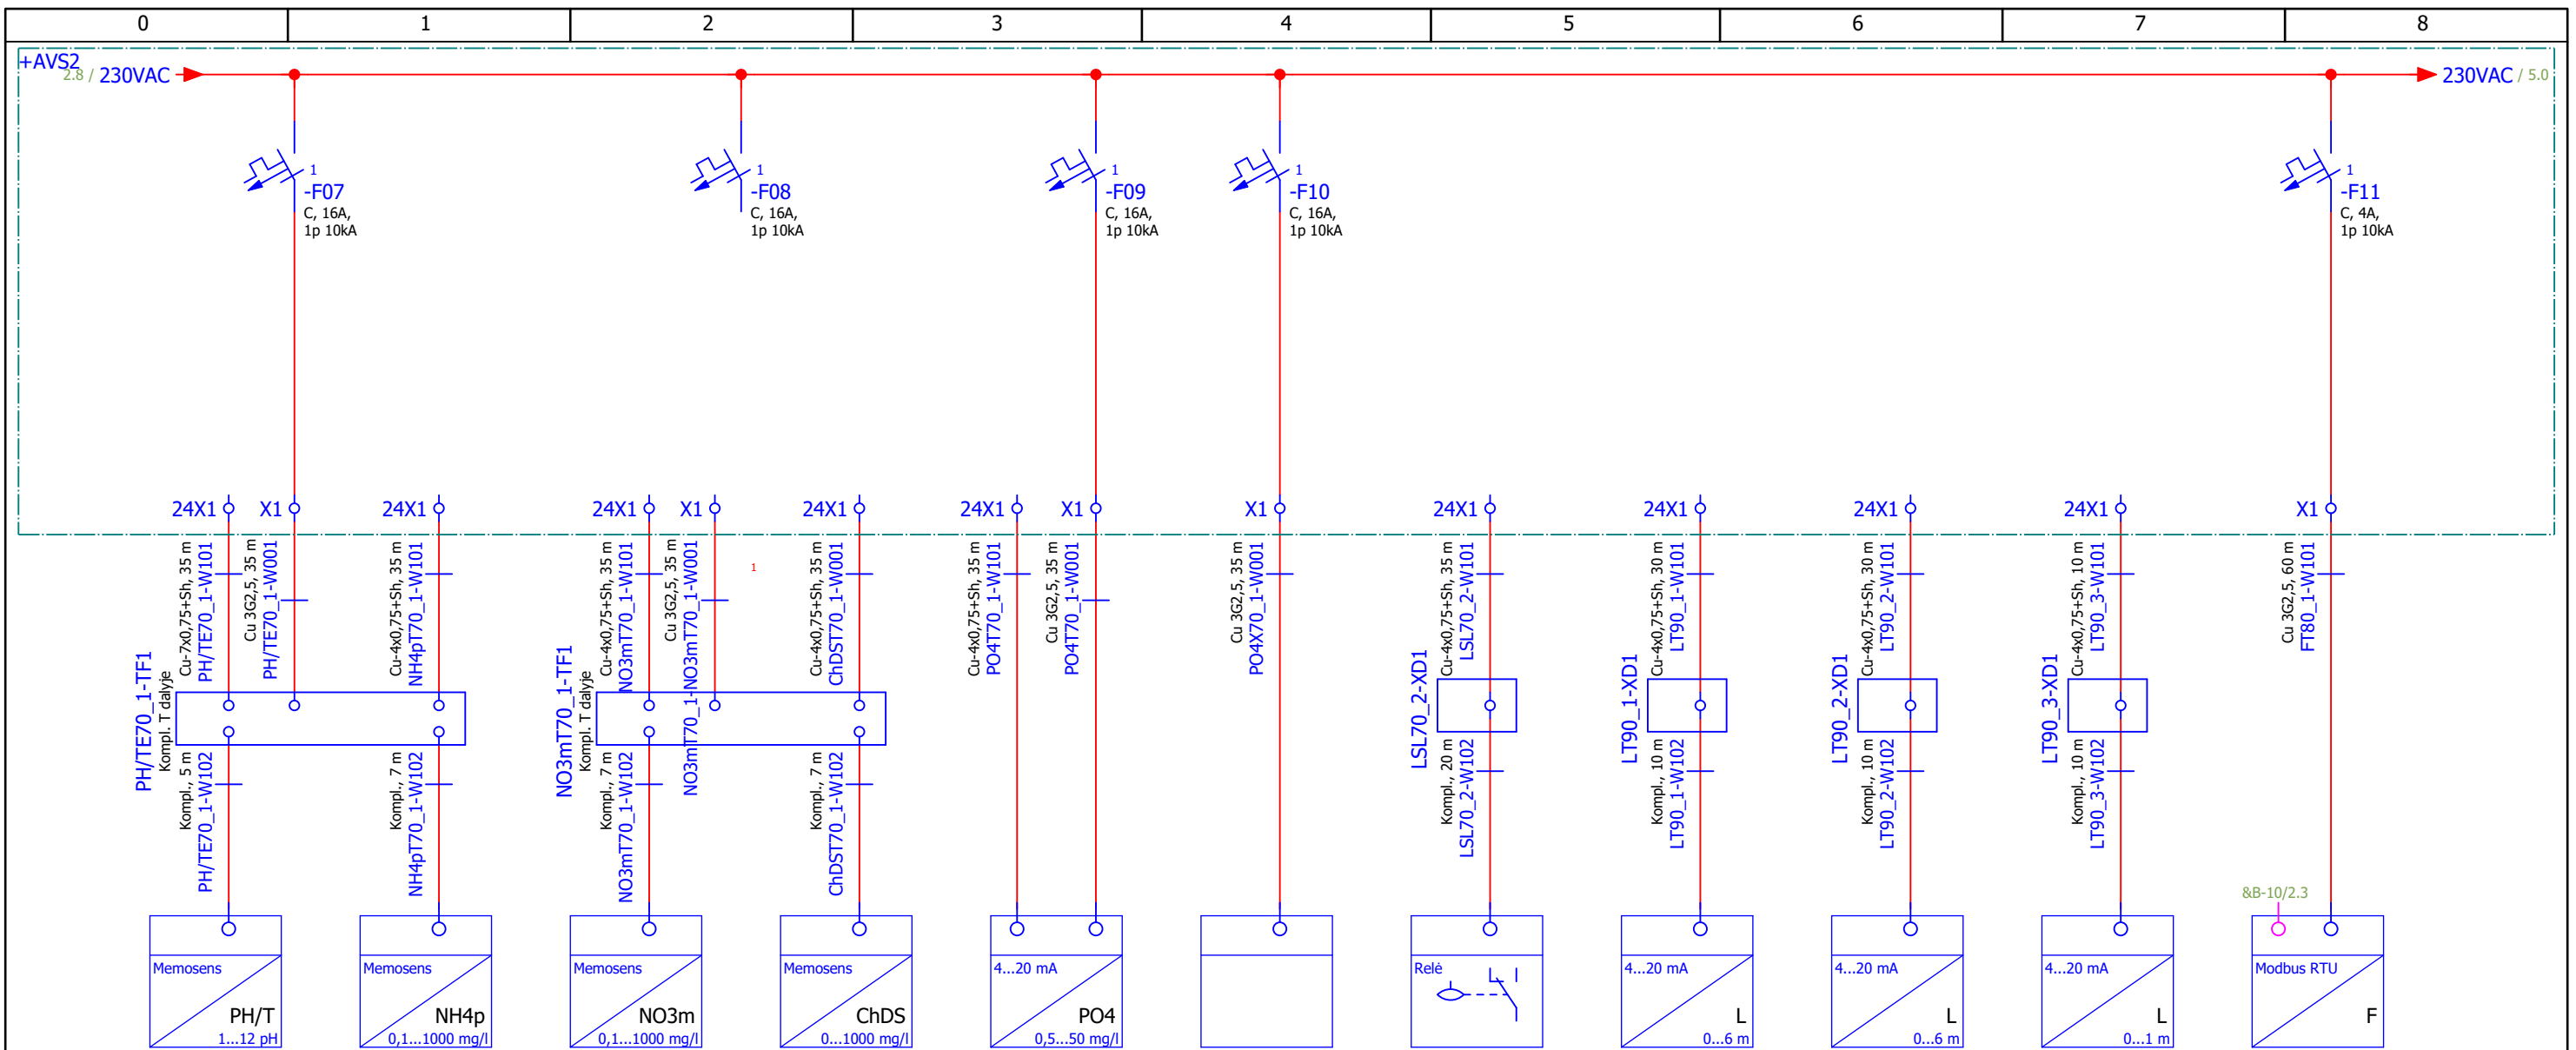 0 1 2 3 4 5 6 7 8
+AVS2
2.8 / 230VAC
230VAC / 5.0
1
-F07
C, 16A,
1p 10kA
1
-F08
C, 16A,
1p 10kA
1
-F09
C, 16A,
1p 10kA
1
-F10
C, 16A,
1p 10kA
1
-F11
C, 4A,
1p 10kA
24X1 X1 24X1 24X1 X1 24X1 24X1 X1 X1 24X1 24X1 24X1 24X1 X1
Cu-7x0,75+Sh, 35 m
PH/TE70_1-W101
Cu 3G2,5, 35 m
PH/TE70_1-W001
Cu-4x0,75+Sh, 35 m
NH4pT70_1-W101
Cu-4x0,75+Sh, 35 m
NO3mT70_1-W101
Cu 3G2,5, 35 m
NO3mT70_1-NO3mT70_1-W001
1
Cu-4x0,75+Sh, 35 m
ChDST70_1-W101
Cu-4x0,75+Sh, 35 m
PO4T70_1-W101
Cu 3G2,5, 35 m
PO4T70_1-W001
Cu 3G2,5, 35 m
PO4X70_1-W001
Cu-4x0,75+Sh, 35 m
LSL70_2-W101
Cu-4x0,75+Sh, 30 m
LT90_1-W101
Cu-4x0,75+Sh, 30 m
LT90_2-W101
Cu-4x0,75+Sh, 10 m
LT90_3-W101
Cu 3G2,5, 60 m
FT80_1-W101
PH/TE70_1-TF1
Kompl. T dalyje
NO3mT70_1-TF1
Kompl. T dalyje
LSL70_2-XD1
LT90_1-XD1
LT90_2-XD1
LT90_3-XD1
Kompl., 5 m
PH/TE70_1-W102
Kompl., 7 m
NH4pT70_1-W102
Kompl., 7 m
NO3mT70_1-W102
Kompl., 7 m
ChDST70_1-W102
Kompl., 20 m
LSL70_2-W102
Kompl., 10 m
LT90_1-W102
Kompl., 10 m
LT90_2-W102
Kompl., 10 m
LT90_3-W102
&B-10/2.3
Memosens
PH/T
1...12 pH
Memosens
NH4p
0,1...1000 mg/l
Memosens
NO3m
0,1...1000 mg/l
Memosens
ChDS
0...1000 mg/l
4...20 mA
PO4
0,5...50 mg/l
Relė
4...20 mA
L
0...6 m
4...20 mA
L
0...6 m
4...20 mA
L
0...1 m
Modbus RTU
F